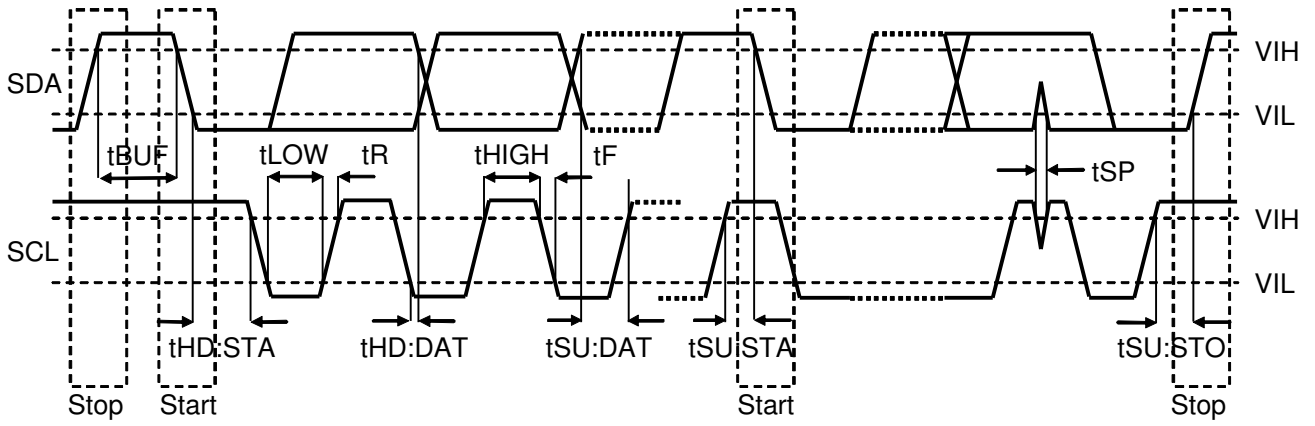 VIH
SDA
VIL
tBUF
tLOW
tR
tHIGH
tF
tSP
VIH
SCL
VIL
tHD:STA
tHD:DAT
tSU:DAT
tSU:STA
tSU:STO
Stop
Start
Start
Stop